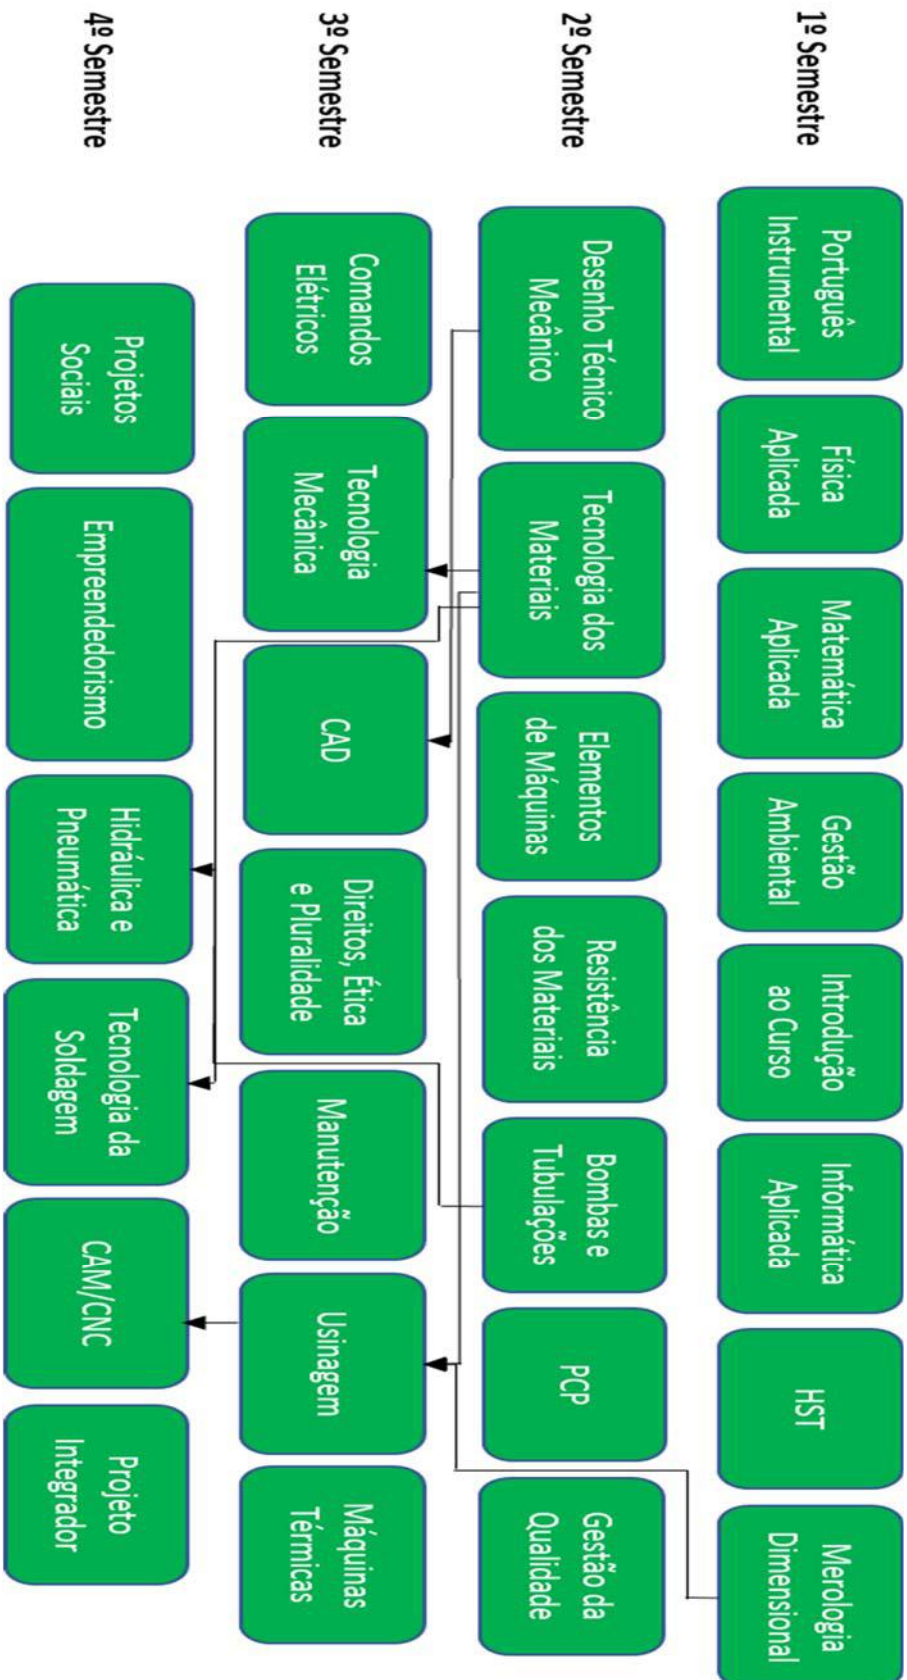 1º Semestre
Português
Instrumental
Física
Aplicada
Matemática
Aplicada
Gestão
Ambiental
Introdução
ao Curso
Informática
Aplicada
HST
Merologia
Dimensional
2º Semestre
Desenho Técnico
Mecânico
Tecnologia dos
Materiais
Elementos
de Máquinas
Resistência
dos Materiais
Bombas e
Tubulações
PCP
Gestão da
Qualidade
3º Semestre
Comandos
Elétricos
Tecnologia
Mecânica
CAD
Direitos, Ética
e Pluralidade
Manutenção
Usinagem
Máquinas
Térmicas
4º Semestre
Projetos
Sociais
Empreendedorismo
Hidráulica e
Pneumática
Tecnologia da
Soldagem
CAM/CNC
Projeto
Integrador